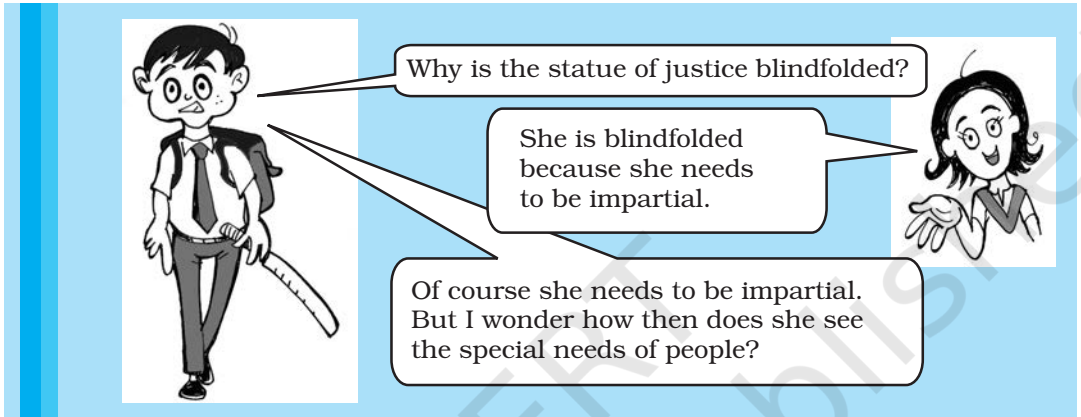 Why is the statue of justice blindfolded?
She is blindfolded
because she needs
to be impartial.
Of course she needs to be impartial.
But I wonder how then does she see
the special needs of people?